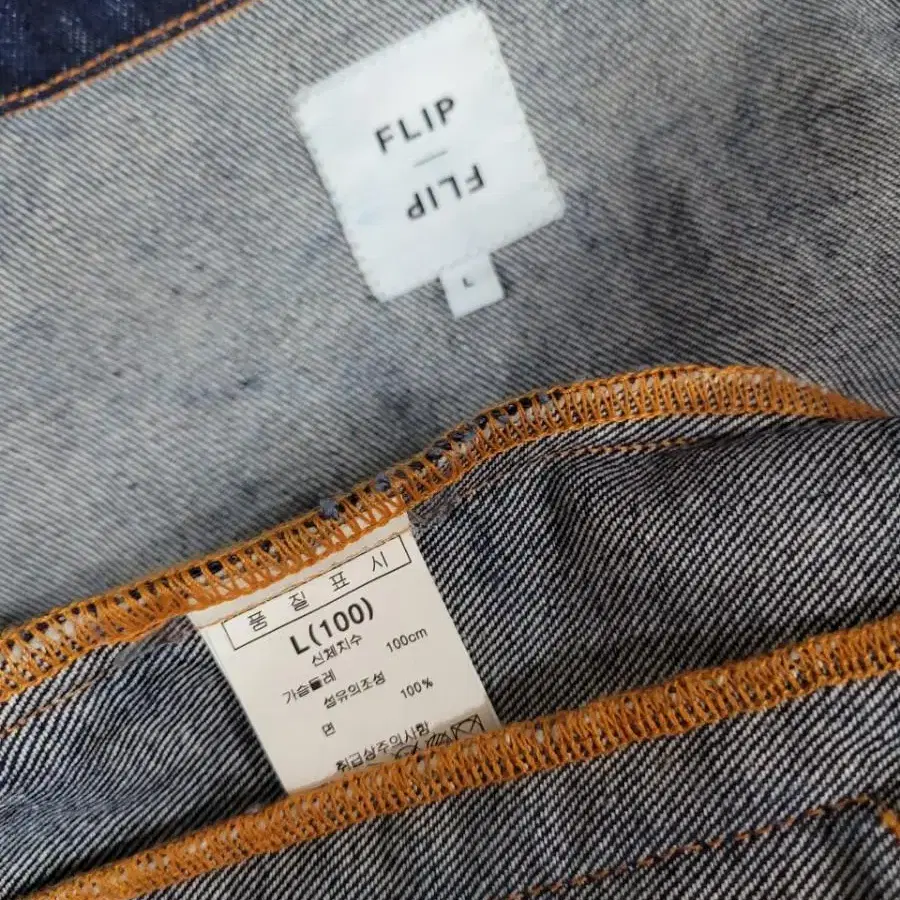 FLIP
FLIP
L
품질표시
L(100)
신체치수
가슴둘레 100cm
섬유의조성
면 100%
취급상주의사항